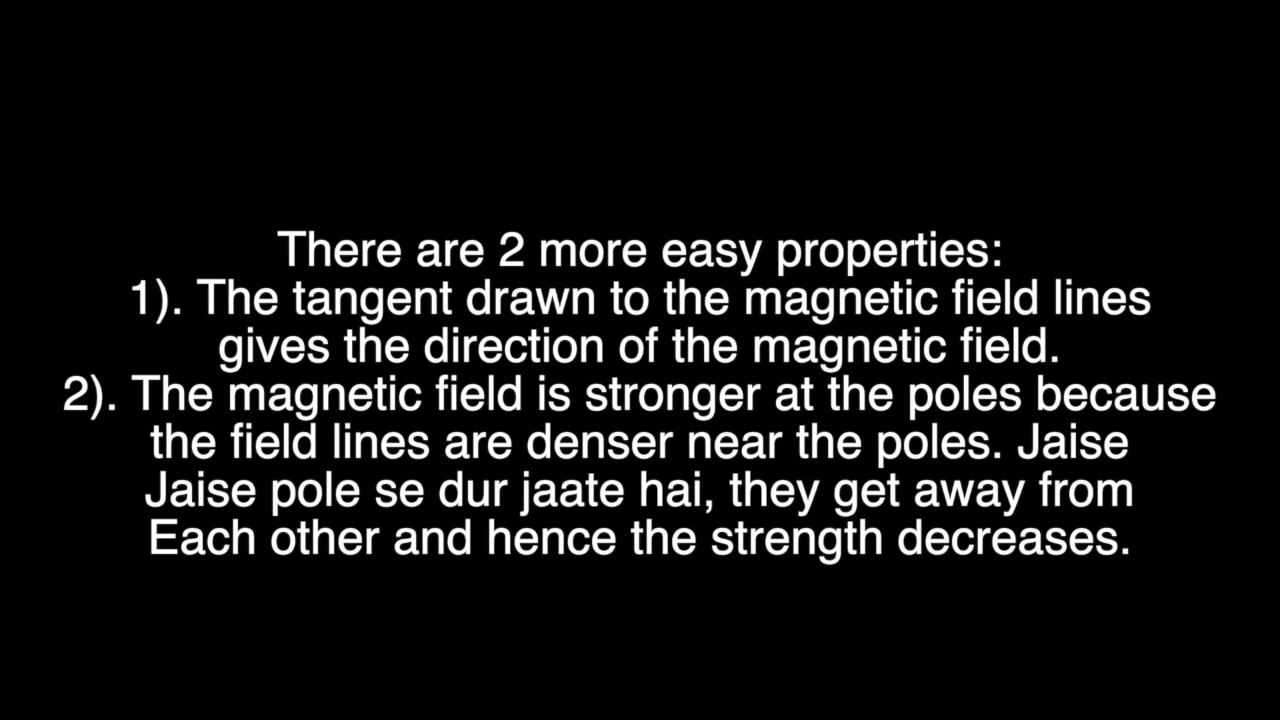 There are 2 more easy properties:
1). The tangent drawn to the magnetic field lines
gives the direction of the magnetic field.
2). The magnetic field is stronger at the poles because
the field lines are denser near the poles. Jaise
Jaise pole se dur jaate hai, they get away from
Each other and hence the strength decreases.